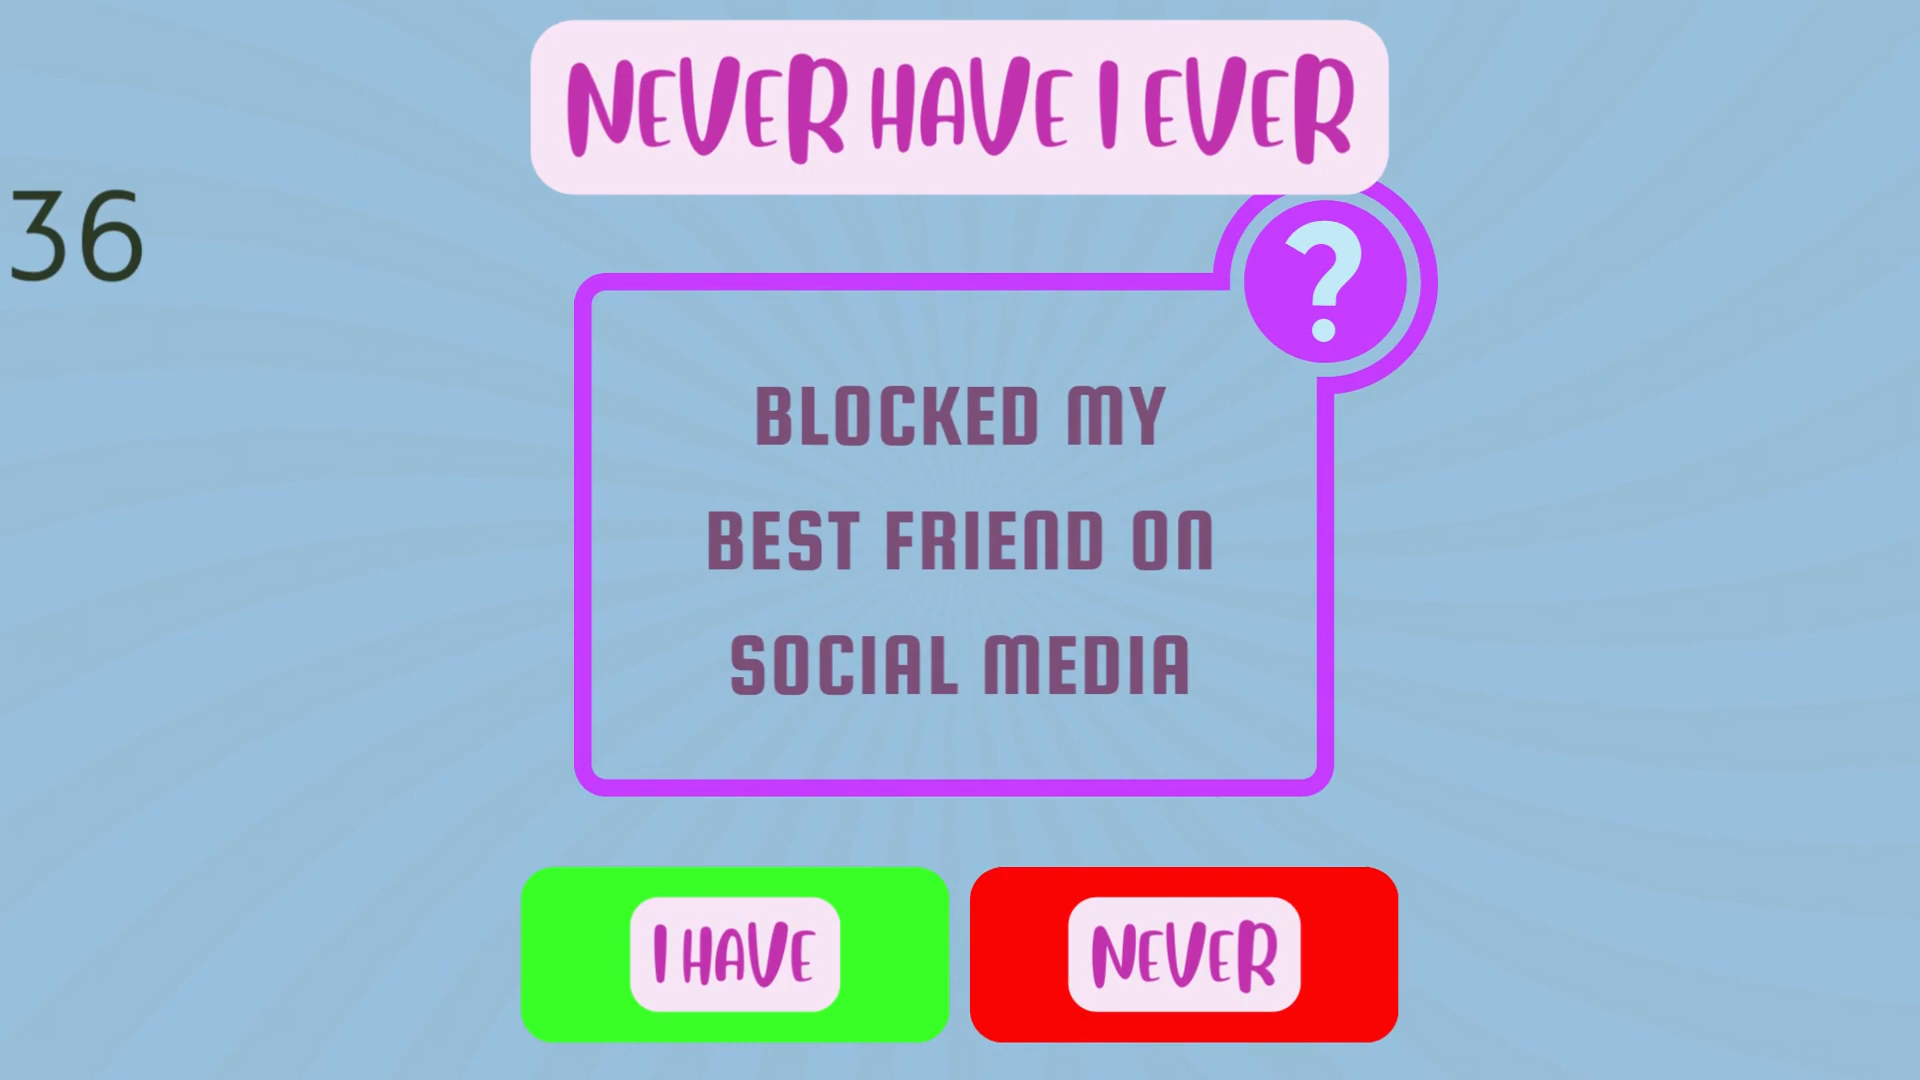 NEVER HAVE I EVER
36
?
BLOCKED MY
BEST FRIEND ON
SOCIAL MEDIA
I HAVE
NEVER